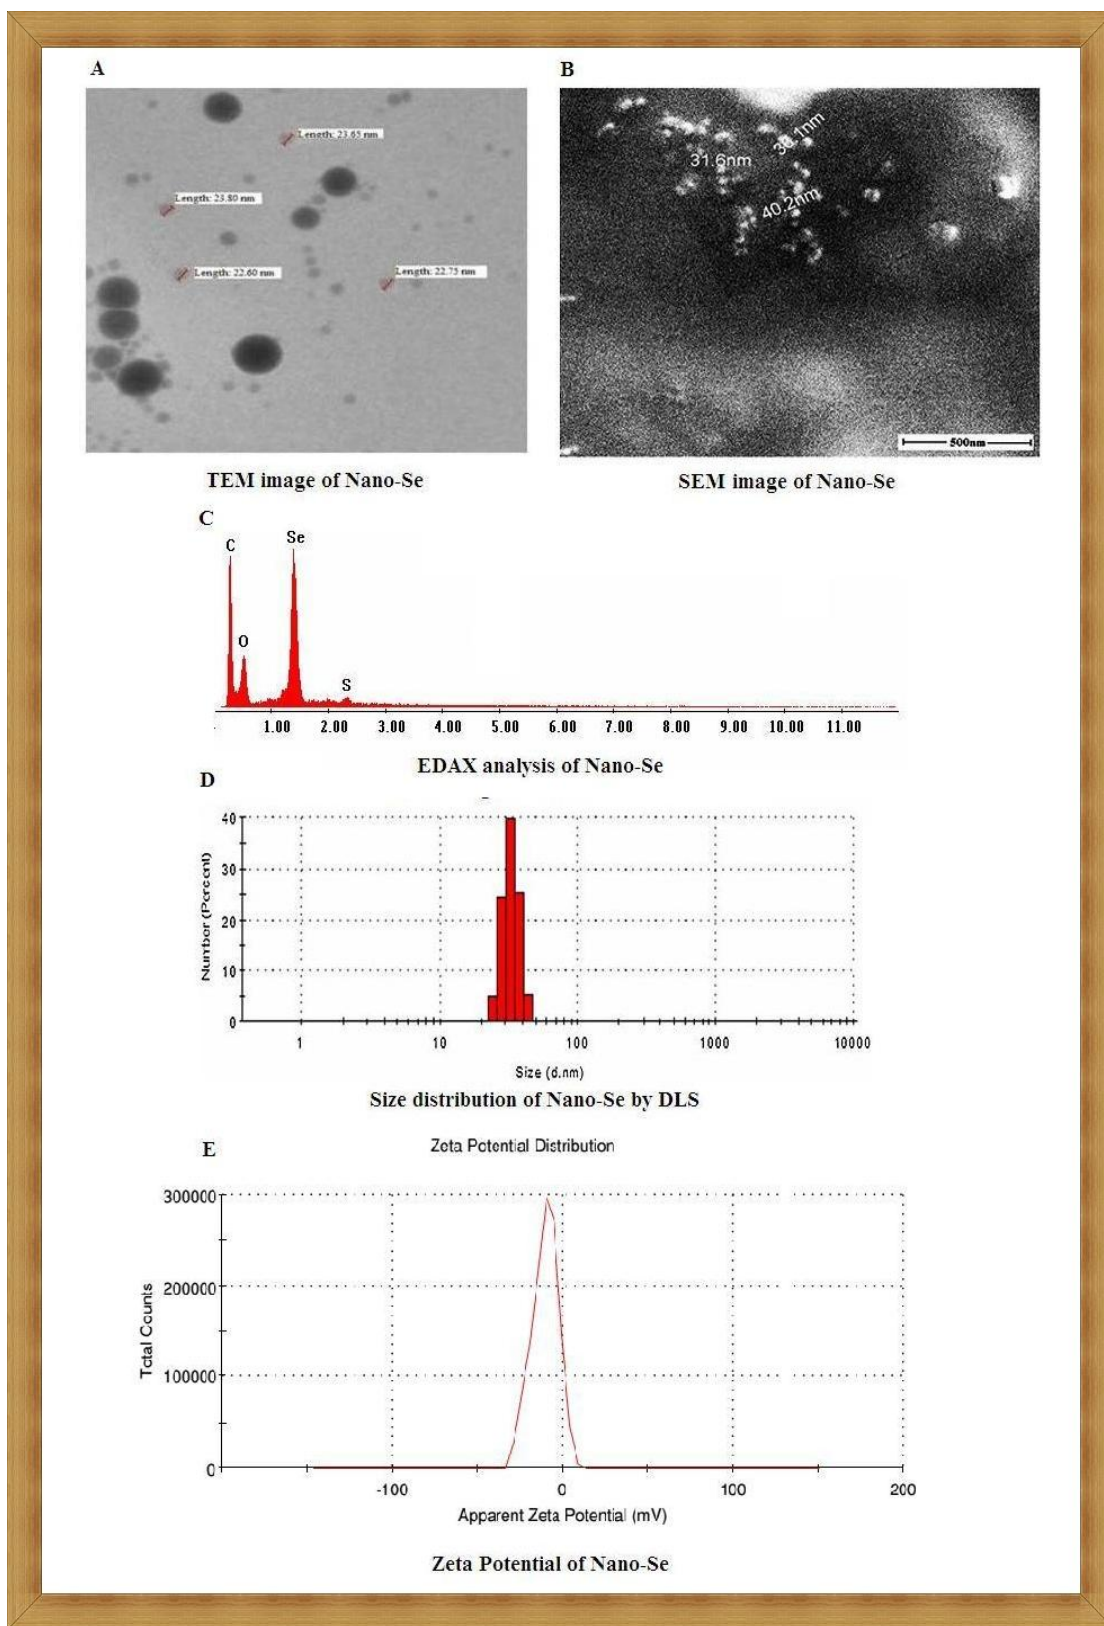 A
B
Length: 23.65 nm
Length: 23.80 nm
Length: 22.60 nm
Length: 22.75 nm
31.6nm
40.2nm
500nm
TEM image of Nano-Se
SEM image of Nano-Se
C
C
Se
O
S
1.00 2.00 3.00 4.00 5.00 6.00 7.00 8.00 9.00 10.00 11.00
EDAX analysis of Nano-Se
D
40
30
20
10
0
Number (Percent)
1 10 100 1000 10000
Size (d.nm)
Size distribution of Nano-Se by DLS
E
Zeta Potential Distribution
300000
200000
100000
0
Total Counts
-100 0 100 200
Apparent Zeta Potential (mV)
Zeta Potential of Nano-Se